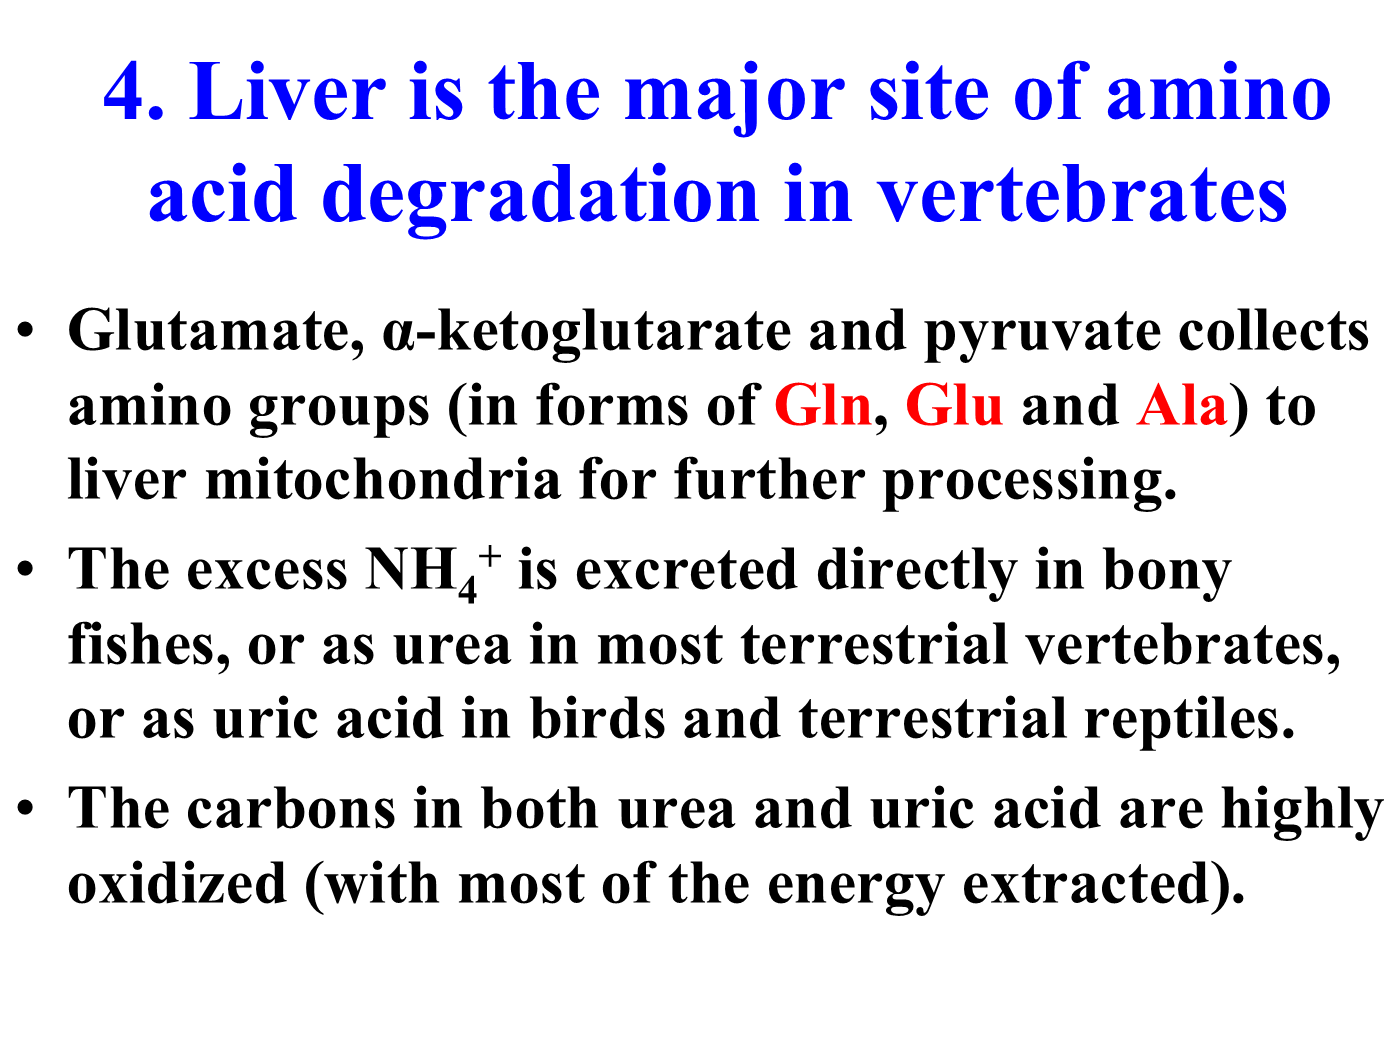 4. Liver is the major site of amino
acid degradation in vertebrates
• Glutamate, α-ketoglutarate and pyruvate collects
amino groups (in forms of Gln, Glu and Ala) to
liver mitochondria for further processing.
• The excess NH₄⁺ is excreted directly in bony
fishes, or as urea in most terrestrial vertebrates,
or as uric acid in birds and terrestrial reptiles.
• The carbons in both urea and uric acid are highly
oxidized (with most of the energy extracted).